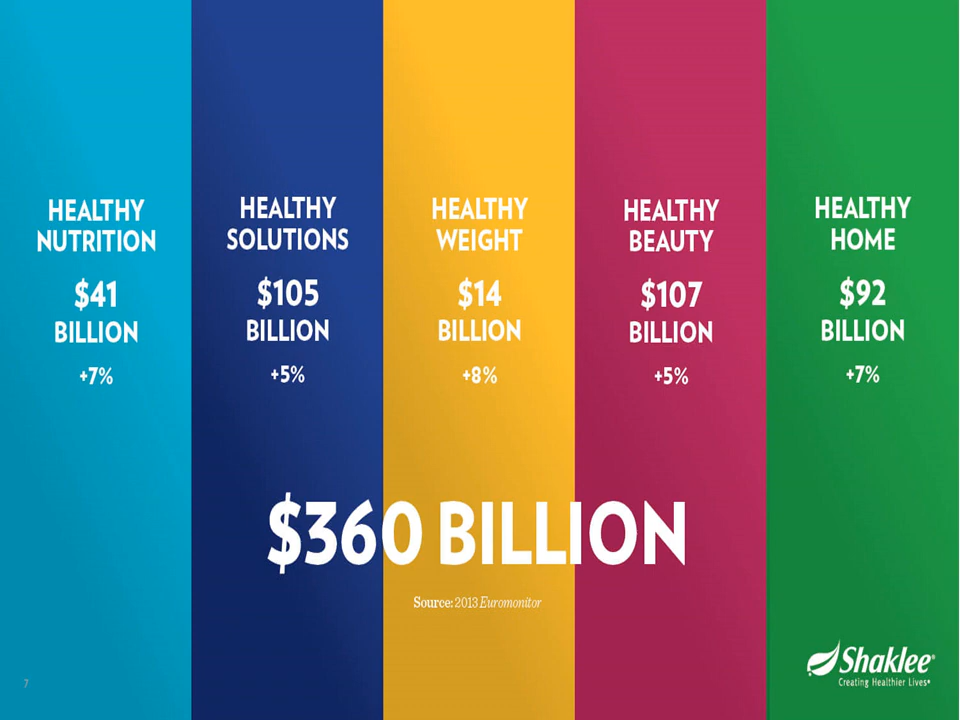 HEALTHY
NUTRITION
$41
BILLION
+7%
HEALTHY
SOLUTIONS
$105
BILLION
+5%
HEALTHY
WEIGHT
$14
BILLION
+8%
HEALTHY
BEAUTY
$107
BILLION
+5%
HEALTHY
HOME
$92
BILLION
+7%
$360 BILLION
Source: 2013 Euromonitor
Shaklee®
Creating Healthier Lives®
7